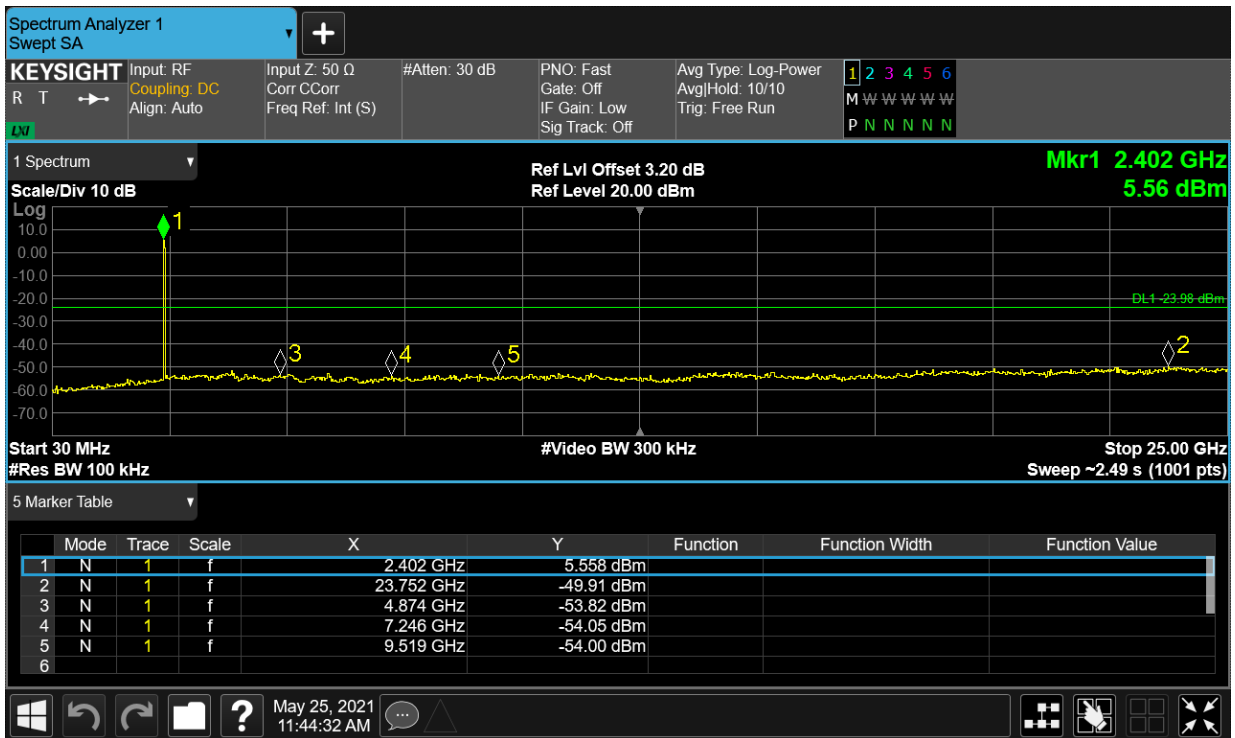 Spectrum Analyzer 1
Swept SA
KEYSIGHT
R T
LXI
Input: RF
Coupling: DC
Align: Auto
Input Z: 50 Ω
Corr CCorr
Freq Ref: Int (S)
#Atten: 30 dB
PNO: Fast
Gate: Off
IF Gain: Low
Sig Track: Off
Avg Type: Log-Power
Avg|Hold: 10/10
Trig: Free Run
1 2 3 4 5 6
M W W W W W
P N N N N N
1 Spectrum
Scale/Div 10 dB
Ref Lvl Offset 3.20 dB
Ref Level 20.00 dBm
Mkr1 2.402 GHz
5.56 dBm
Log
10.0
0.00
-10.0
-20.0
-30.0
-40.0
-50.0
-60.0
-70.0
1
DL1 -23.98 dBm
3
4
5
2
Start 30 MHz
#Video BW 300 kHz
Stop 25.00 GHz
#Res BW 100 kHz
Sweep ~2.49 s (1001 pts)
5 Marker Table
Mode Trace Scale X Y Function Function Width Function Value
1 N 1 f 2.402 GHz 5.558 dBm
2 N 1 f 23.752 GHz -49.91 dBm
3 N 1 f 4.874 GHz -53.82 dBm
4 N 1 f 7.246 GHz -54.05 dBm
5 N 1 f 9.519 GHz -54.00 dBm
6
?
May 25, 2021
11:44:32 AM